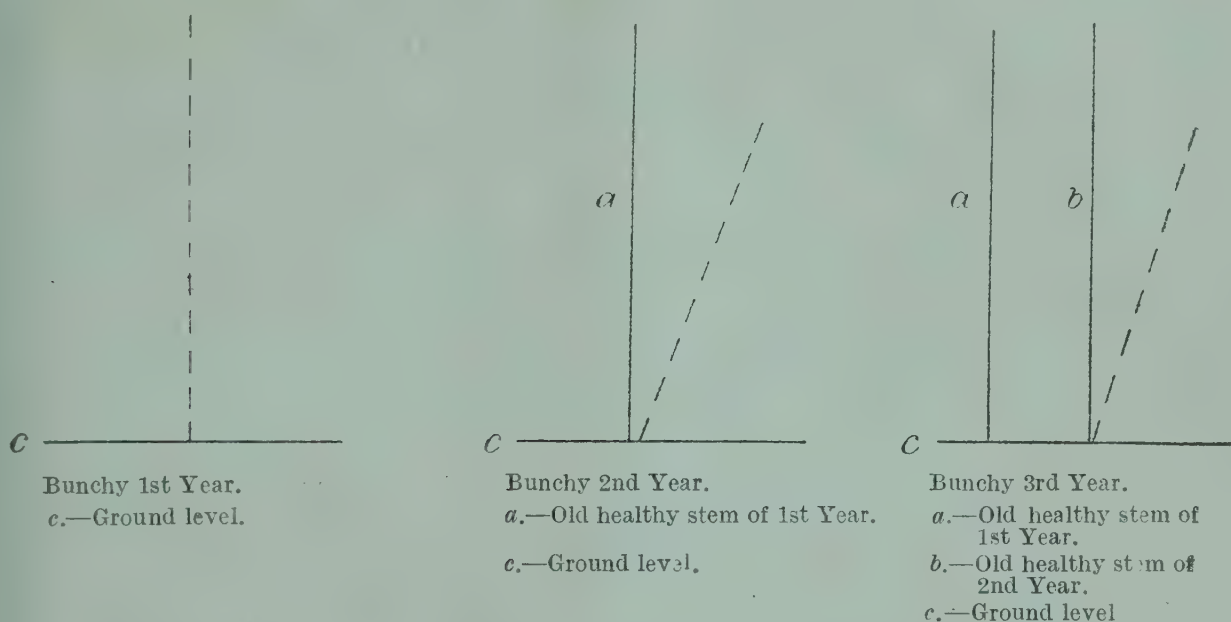 c
Bunchy 1st Year.
c.—Ground level.
a
c
Bunchy 2nd Year.
a.—Old healthy stem of 1st Year.
c.—Ground level.
a
b
c
Bunchy 3rd Year.
a.—Old healthy stem of
1st Year.
b.—Old healthy stem of
2nd Year.
c.—Ground level